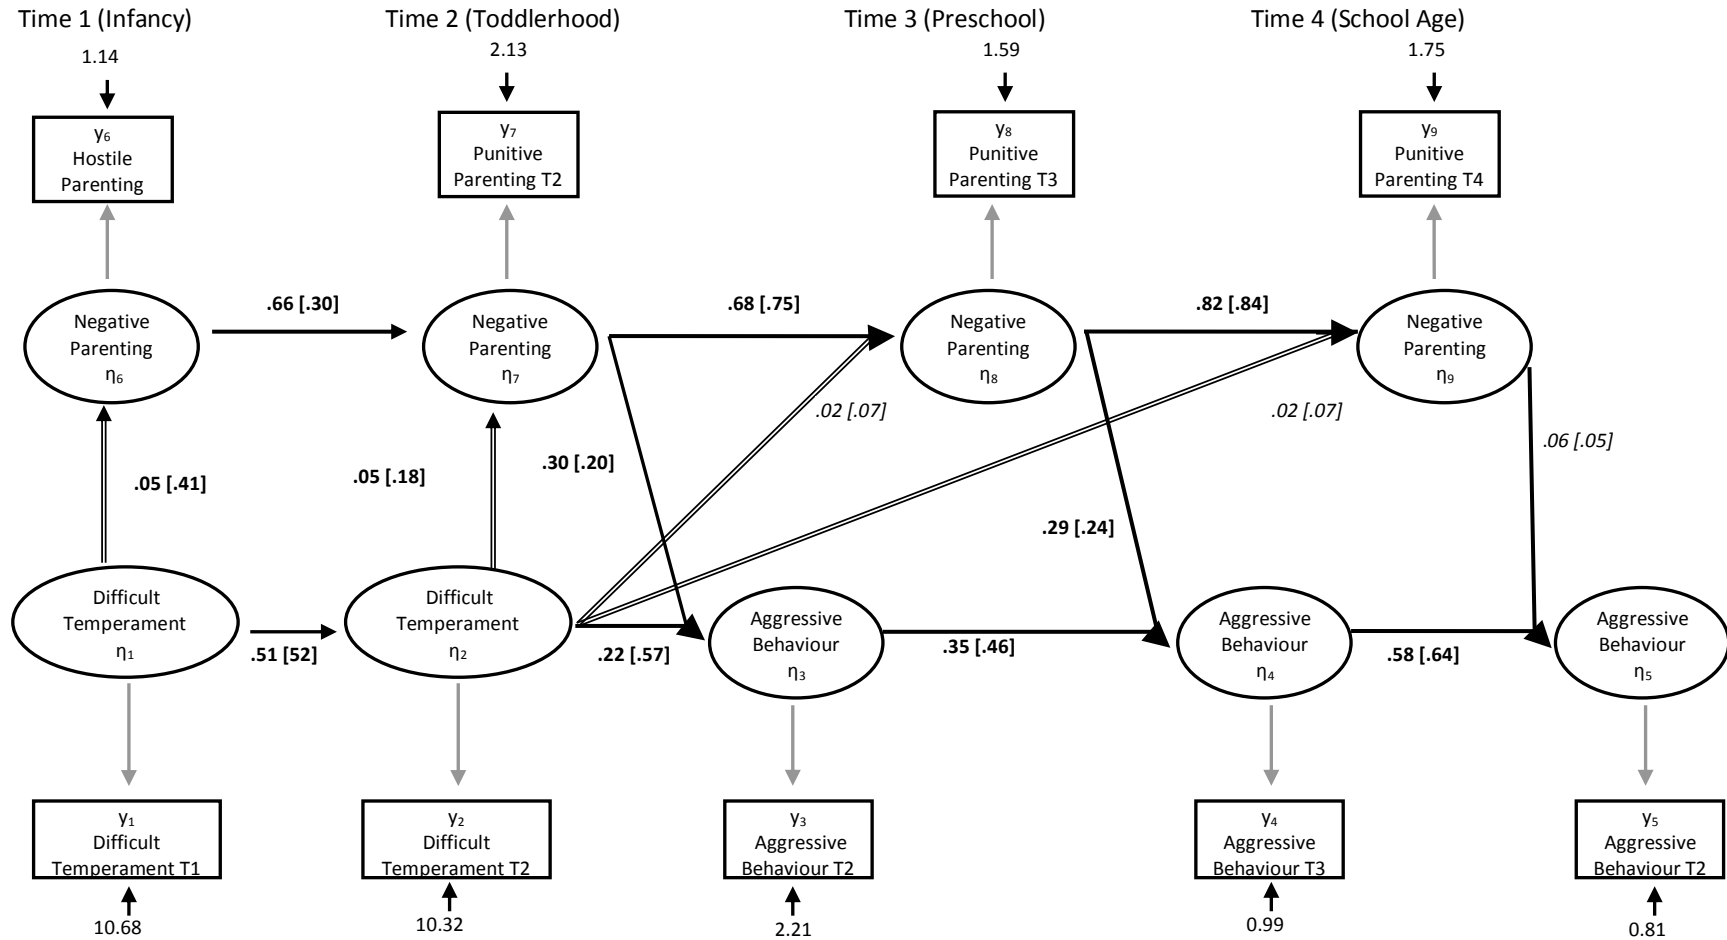 Time 1 (Infancy)
Time 2 (Toddlerhood)
Time 3 (Preschool)
Time 4 (School Age)
1.14
2.13
1.59
1.75
y₆
Hostile
Parenting
y₇
Punitive
Parenting T2
y₈
Punitive
Parenting T3
y₉
Punitive
Parenting T4
Negative
Parenting
η₆
.66 [.30]
Negative
Parenting
η₇
.68 [.75]
Negative
Parenting
η₈
.82 [.84]
Negative
Parenting
η₉
.02 [.07]
.02 [.07]
.06 [.05]
.05 [.41]
.05 [.18]
.30 [.20]
.29 [.24]
Difficult
Temperament
η₁
.51 [52]
Difficult
Temperament
η₂
.22 [.57]
Aggressive
Behaviour
η₃
.35 [.46]
Aggressive
Behaviour
η₄
.58 [.64]
Aggressive
Behaviour
η₅
y₁
Difficult
Temperament T1
y₂
Difficult
Temperament T2
y₃
Aggressive
Behaviour T2
y₄
Aggressive
Behaviour T3
y₅
Aggressive
Behaviour T2
10.68
10.32
2.21
0.99
0.81